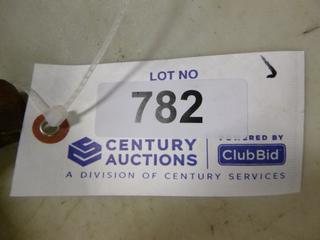 LOT NO
782
CENTURY
AUCTIONS
POWERED BY
ClubBid
A DIVISION OF CENTURY SERVICES